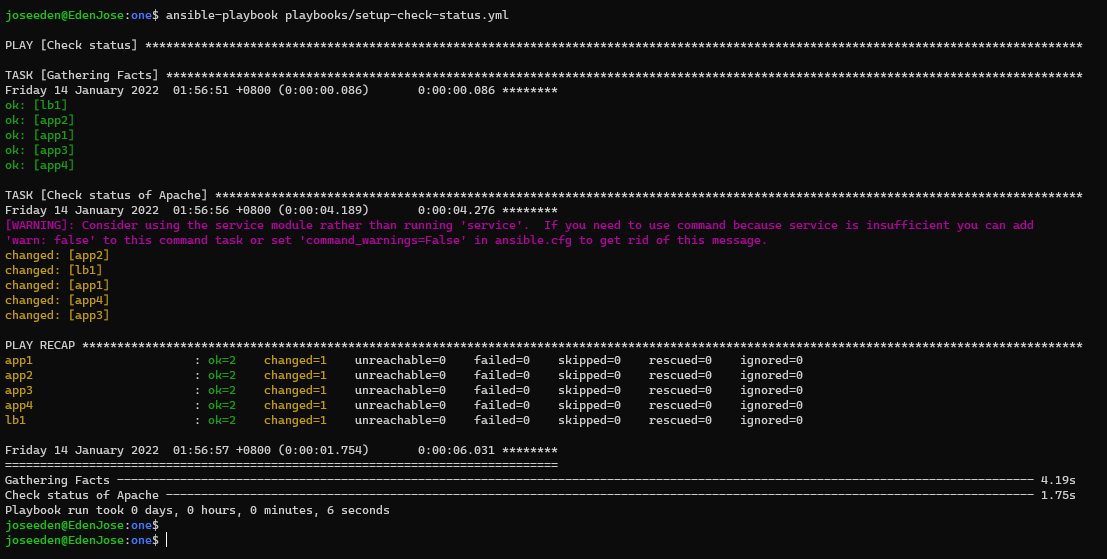 joseeden@EdenJose:one$ ansible-playbook playbooks/setup-check-status.yml
PLAY [Check status] **************************************************************************************************************************************
TASK [Gathering Facts] ***********************************************************************************************************************************
Friday 14 January 2022  01:56:51 +0800 (0:00:00.086)       0:00:00.086 ********
ok: [lb1]
ok: [app2]
ok: [app1]
ok: [app3]
ok: [app4]
TASK [Check status of Apache] ****************************************************************************************************************************
Friday 14 January 2022  01:56:56 +0800 (0:00:04.189)       0:00:04.276 ********
[WARNING]: Consider using the service module rather than running 'service'.  If you need to use command because service is insufficient you can add
'warn: false' to this command task or set 'command_warnings=False' in ansible.cfg to get rid of this message.
changed: [app2]
changed: [lb1]
changed: [app1]
changed: [app4]
changed: [app3]
PLAY RECAP ***********************************************************************************************************************************************
app1                       : ok=2    changed=1    unreachable=0    failed=0    skipped=0    rescued=0    ignored=0
app2                       : ok=2    changed=1    unreachable=0    failed=0    skipped=0    rescued=0    ignored=0
app3                       : ok=2    changed=1    unreachable=0    failed=0    skipped=0    rescued=0    ignored=0
app4                       : ok=2    changed=1    unreachable=0    failed=0    skipped=0    rescued=0    ignored=0
lb1                        : ok=2    changed=1    unreachable=0    failed=0    skipped=0    rescued=0    ignored=0
Friday 14 January 2022  01:56:57 +0800 (0:00:01.754)       0:00:06.031 ********
===============================================================================
Gathering Facts ----------------------------------------------------------------------------------------------------------------------------------- 4.19s
Check status of Apache ---------------------------------------------------------------------------------------------------------------------------- 1.75s
Playbook run took 0 days, 0 hours, 0 minutes, 6 seconds
joseeden@EdenJose:one$
joseeden@EdenJose:one$